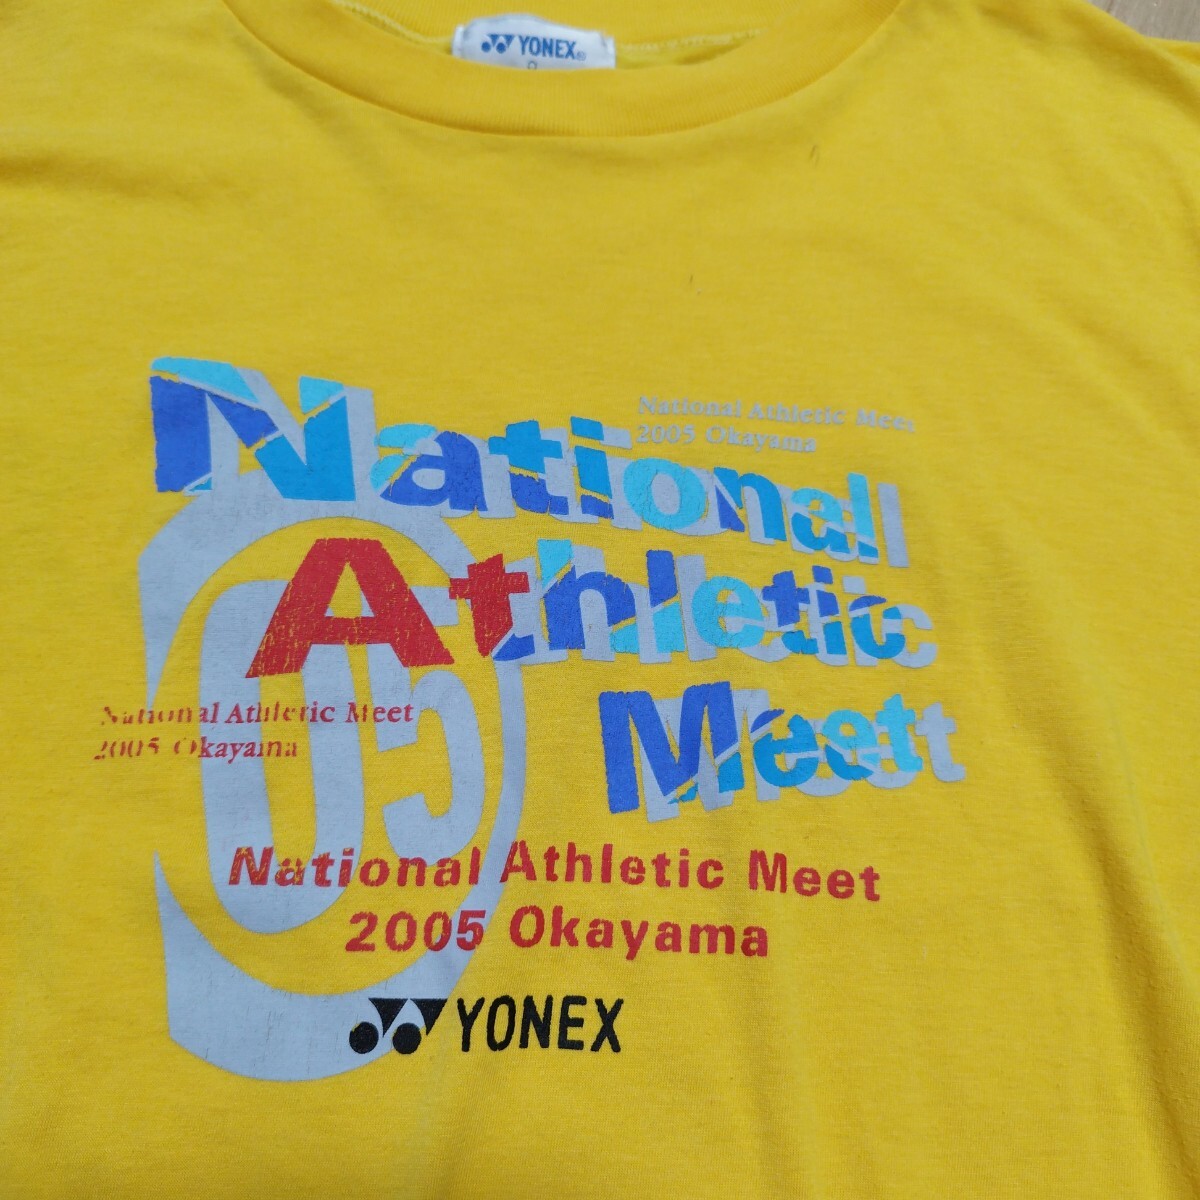 YONEX®
National Athletic Meet
2005 Okayama
National
Athletic
Meet
05
National Athletic Meet
2005 Okayama
National Athletic Meet
2005 Okayama
YONEX